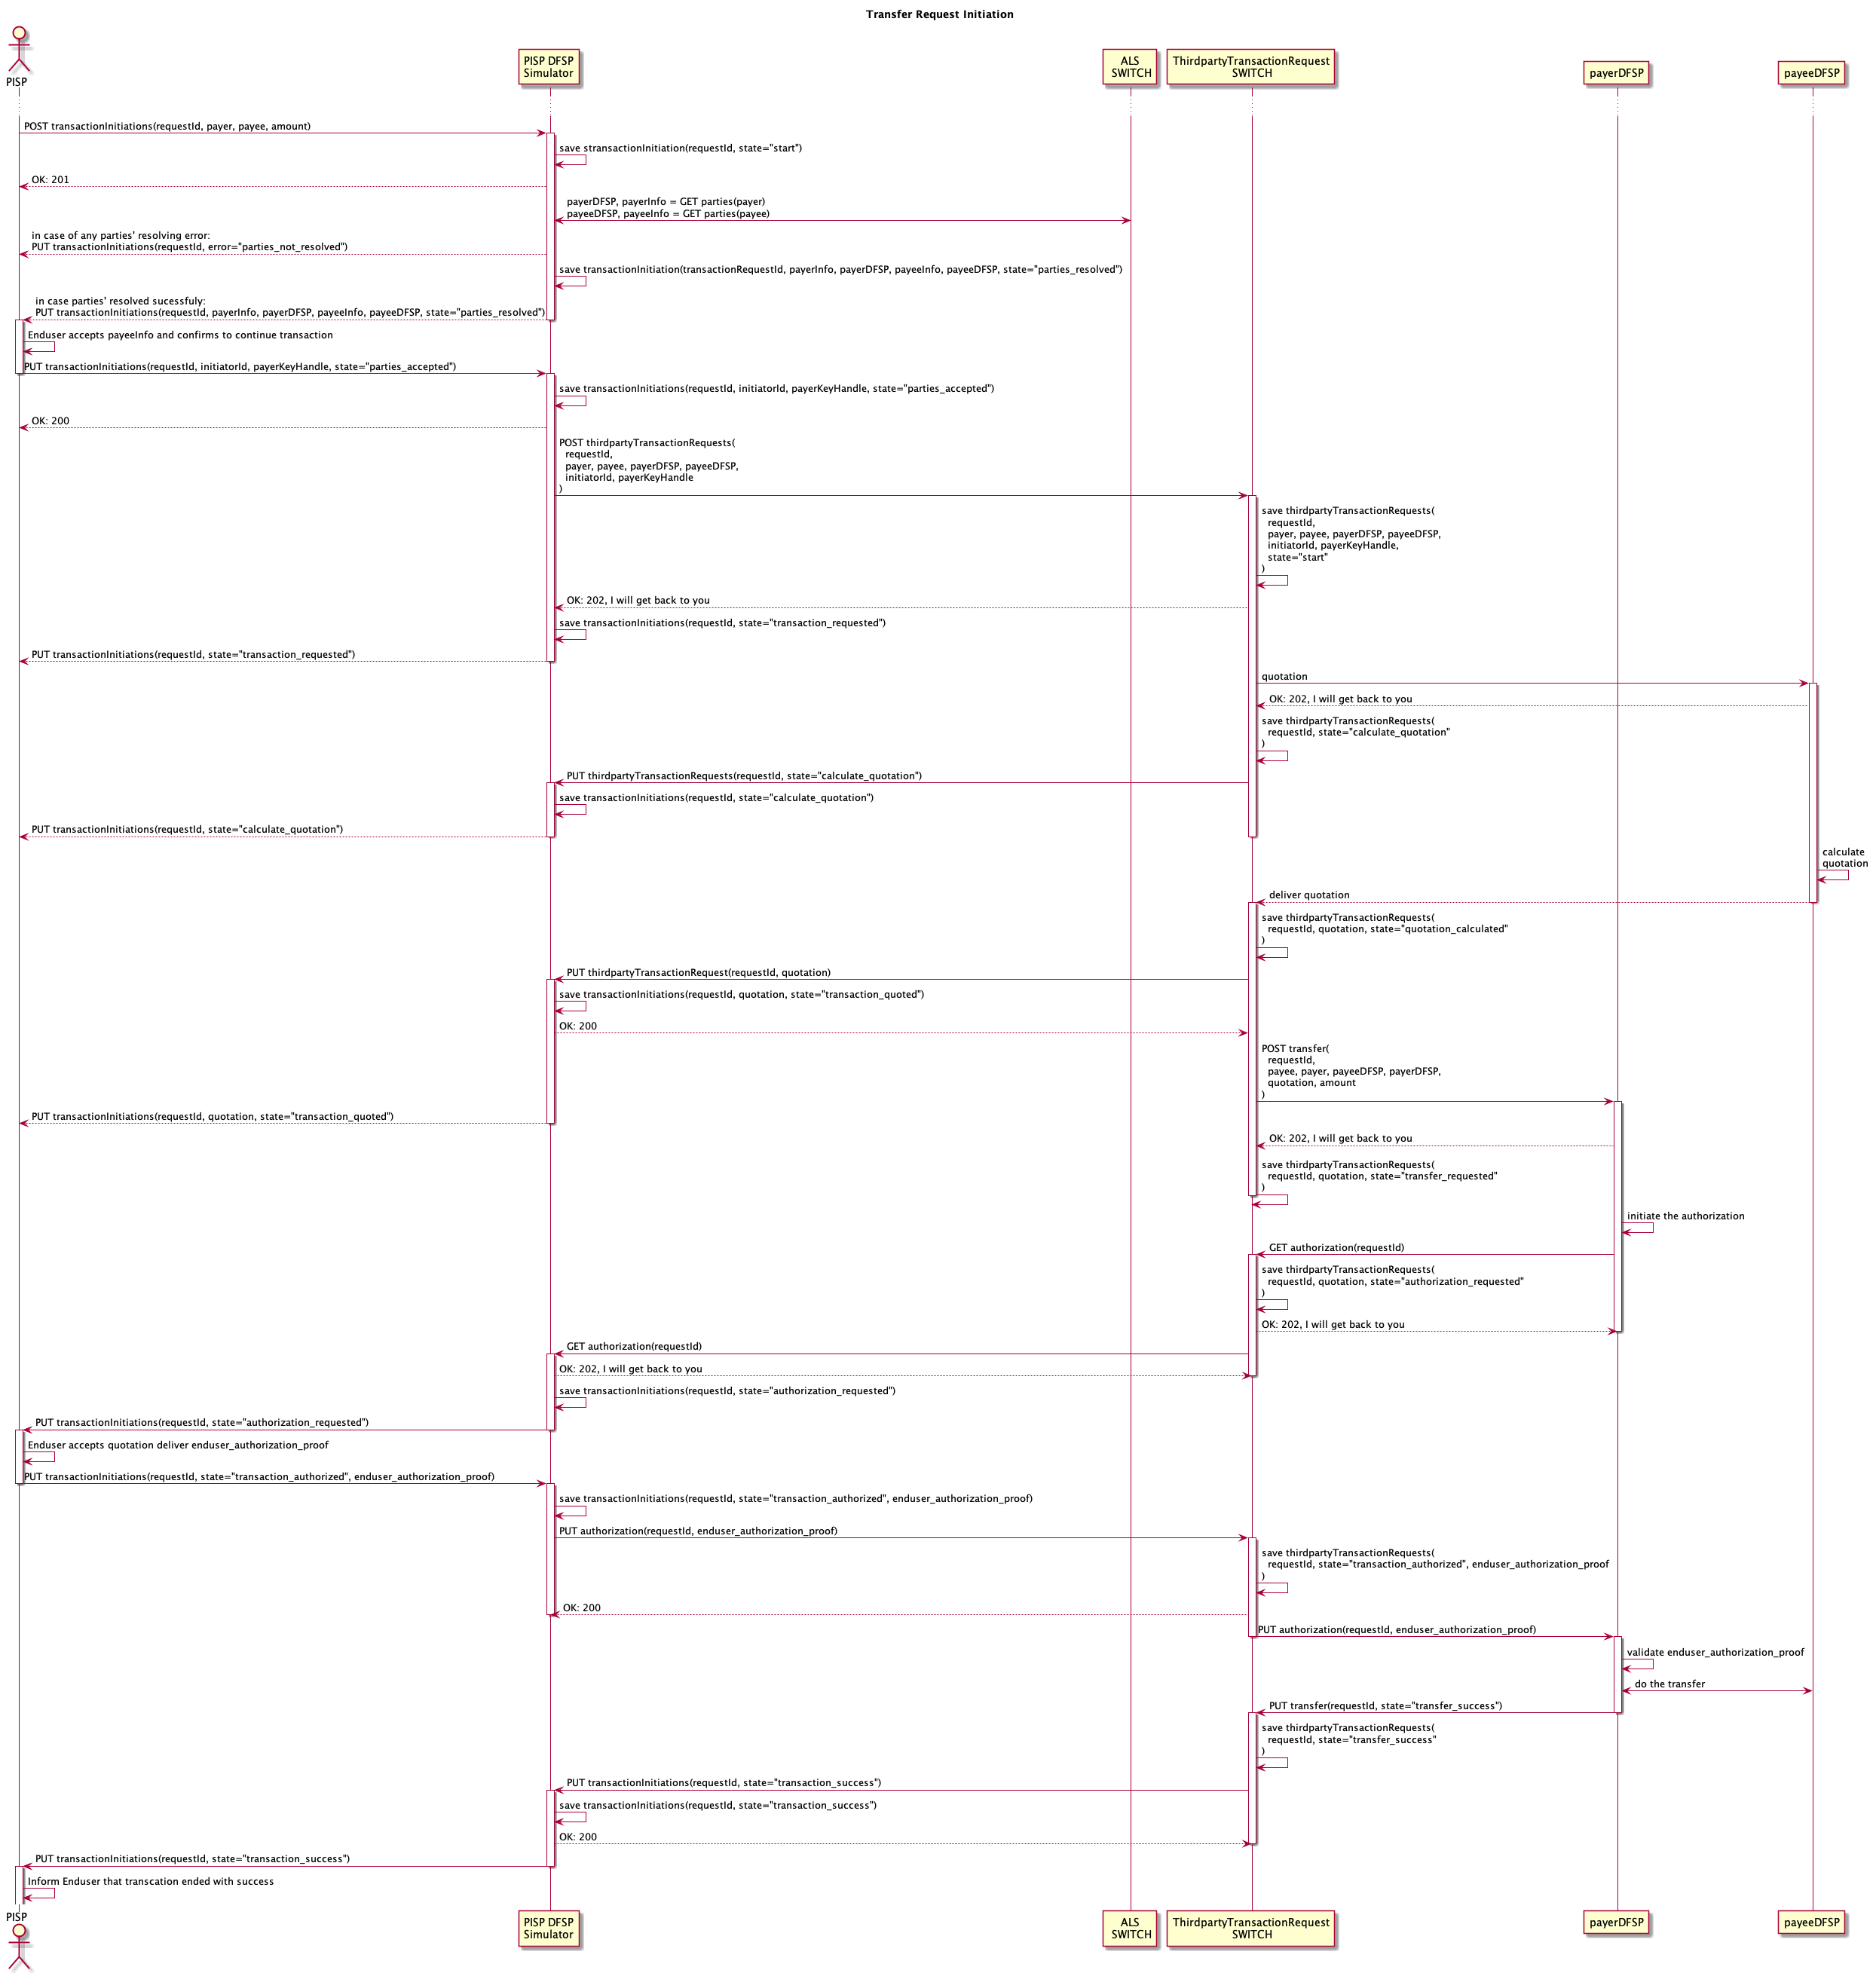 Transfer Request Initiation
PISP
PISP DFSP
Simulator
ALS
SWITCH
ThirdpartyTransactionRequest
SWITCH
payerDFSP
payeeDFSP
POST transactionInitiations(requestId, payer, payee, amount)
save stransactionInitiation(requestId, state="start")
OK: 201
payerDFSP, payerInfo = GET parties(payer)
payeeDFSP, payeeInfo = GET parties(payee)
in case of any parties' resolving error:
PUT transactionInitiations(requestId, error="parties_not_resolved")
save transactionInitiation(transactionRequestId, payerInfo, payerDFSP, payeeInfo, payeeDFSP, state="parties_resolved")
in case parties' resolved sucessfuly:
PUT transactionInitiations(requestId, payerInfo, payerDFSP, payeeInfo, payeeDFSP, state="parties_resolved")
Enduser accepts payeeInfo and confirms to continue transaction
PUT transactionInitiations(requestId, initiatorId, payerKeyHandle, state="parties_accepted")
save transactionInitiations(requestId, initiatorId, payerKeyHandle, state="parties_accepted")
OK: 200
POST thirdpartyTransactionRequests(
requestId,
payer, payee, payerDFSP, payeeDFSP,
initiatorId, payerKeyHandle
)
save thirdpartyTransactionRequests(
requestId,
payer, payee, payerDFSP, payeeDFSP,
initiatorId, payerKeyHandle,
state="start"
)
OK: 202, I will get back to you
save transactionInitiations(requestId, state="transaction_requested")
PUT transactionInitiations(requestId, state="transaction_requested")
quotation
OK: 202, I will get back to you
save thirdpartyTransactionRequests(
requestId, state="calculate_quotation"
)
PUT thirdpartyTransactionRequests(requestId, state="calculate_quotation")
save transactionInitiations(requestId, state="calculate_quotation")
PUT transactionInitiations(requestId, state="calculate_quotation")
calculate
quotation
deliver quotation
save thirdpartyTransactionRequests(
requestId, quotation, state="quotation_calculated"
)
PUT thirdpartyTransactionRequest(requestId, quotation)
save transactionInitiations(requestId, quotation, state="transaction_quoted")
OK: 200
POST transfer(
requestId,
payee, payer, payeeDFSP, payerDFSP,
quotation, amount
)
PUT transactionInitiations(requestId, quotation, state="transaction_quoted")
OK: 202, I will get back to you
save thirdpartyTransactionRequests(
requestId, quotation, state="transfer_requested"
)
initiate the authorization
GET authorization(requestId)
save thirdpartyTransactionRequests(
requestId, quotation, state="authorization_requested"
)
OK: 202, I will get back to you
GET authorization(requestId)
OK: 202, I will get back to you
save transactionInitiations(requestId, state="authorization_requested")
PUT transactionInitiations(requestId, state="authorization_requested")
Enduser accepts quotation deliver enduser_authorization_proof
PUT transactionInitiations(requestId, state="transaction_authorized", enduser_authorization_proof)
save transactionInitiations(requestId, state="transaction_authorized", enduser_authorization_proof)
PUT authorization(requestId, enduser_authorization_proof)
save thirdpartyTransactionRequests(
requestId, state="transaction_authorized", enduser_authorization_proof
)
OK: 200
PUT authorization(requestId, enduser_authorization_proof)
validate enduser_authorization_proof
do the transfer
PUT transfer(requestId, state="transfer_success")
save thirdpartyTransactionRequests(
requestId, state="transfer_success"
)
PUT transactionInitiations(requestId, state="transaction_success")
save transactionInitiations(requestId, state="transaction_success")
OK: 200
PUT transactionInitiations(requestId, state="transaction_success")
Inform Enduser that transcation ended with success
PISP
PISP DFSP
Simulator
ALS
SWITCH
ThirdpartyTransactionRequest
SWITCH
payerDFSP
payeeDFSP